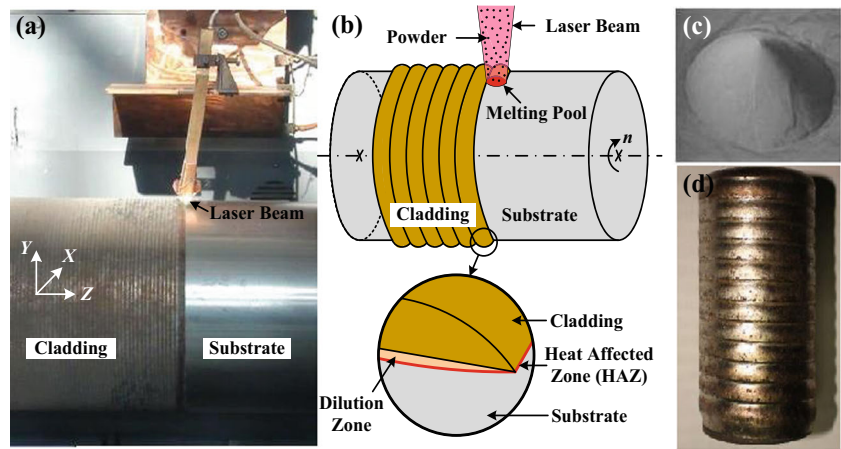 (a)
Laser Beam
Y
X
Z
Cladding
Substrate
(b)
Powder
Laser Beam
Melting Pool
n
Cladding
Substrate
Cladding
Heat Affected
Zone (HAZ)
Dilution
Zone
Substrate
(c)
(d)